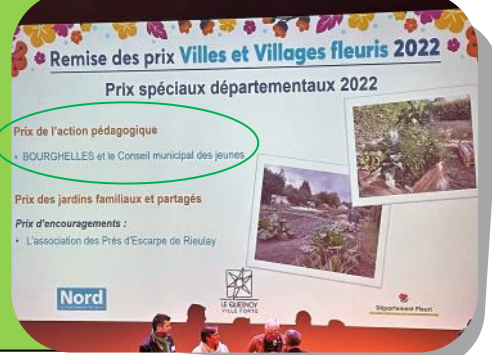 Remise des prix Villes et Villages fleuris 2022
Prix spéciaux départementaux 2022
Prix de l'action pédagogique
• BOURGHELLES et le Conseil municipal des jeunes
Prix des jardins familiaux et partagés
Prix d'encouragements :
• L'association des Prés d'Escarpe de Rieulay
Nord
LE QUESNOY
VILLE FORTE
Département Fleuri